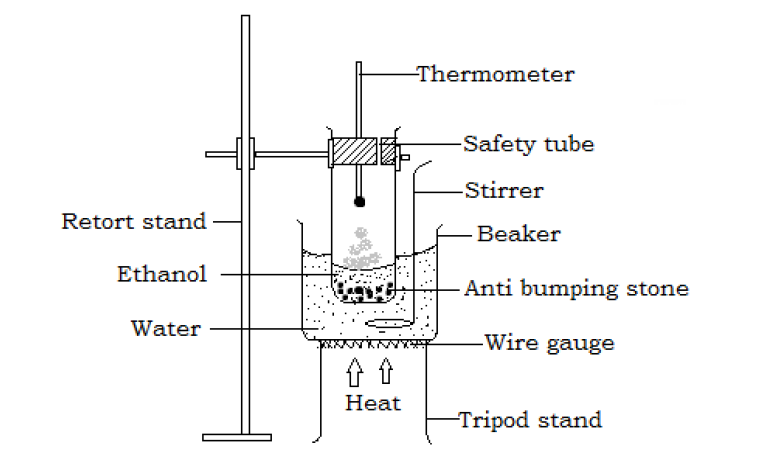 Thermometer
Safety tube
Stirrer
Retort stand
Beaker
Ethanol
Anti bumping stone
Water
Wire gauge
Heat
Tripod stand